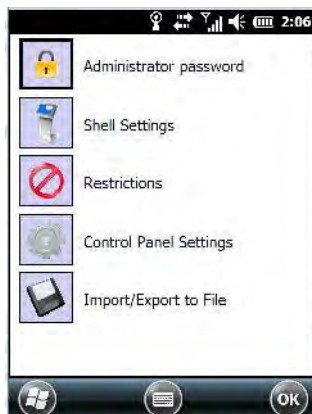 2:06
Administrator password
Shell Settings
Restrictions
Control Panel Settings
Import/Export to File
OK